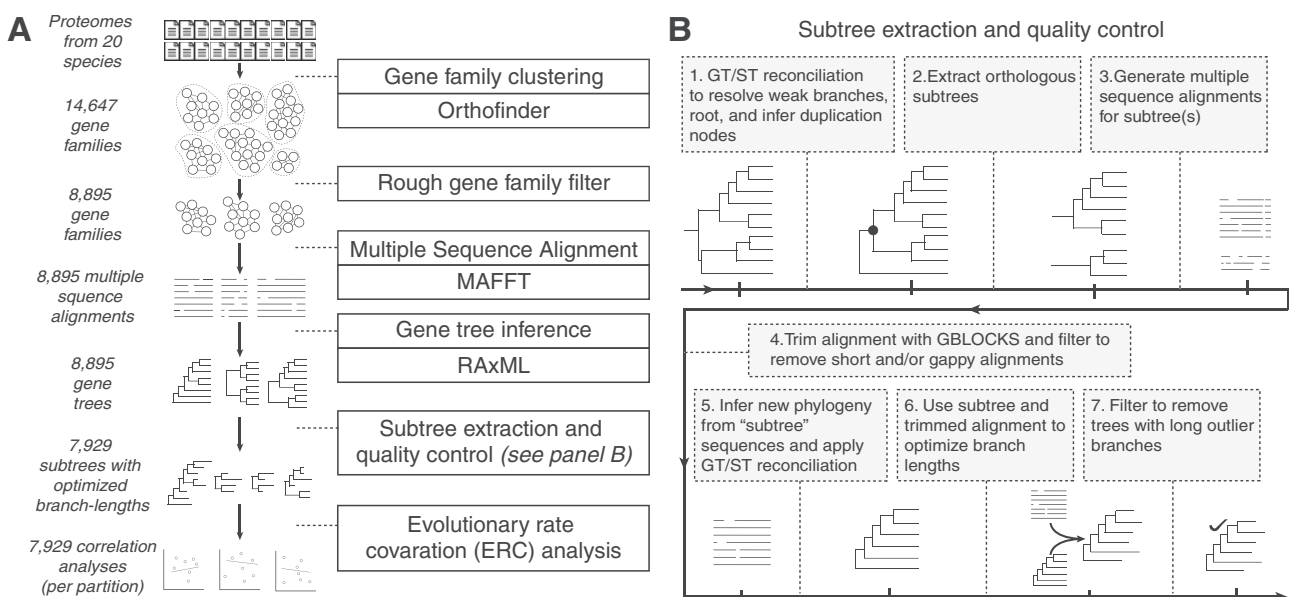 A
Proteomes
from 20
species
Gene family clustering
Orthofinder
14,647
gene
families
Rough gene family filter
8,895
gene
families
Multiple Sequence Alignment
MAFFT
8,895 multiple
squence
alignments
Gene tree inference
RAxML
8,895
gene
trees
Subtree extraction and
quality control (see panel B)
7,929
subtrees with
optimized
branch-lengths
Evolutionary rate
covaration (ERC) analysis
7,929 correlation
analyses
(per partition)
B
Subtree extraction and quality control
1. GT/ST reconciliation
to resolve weak branches,
root, and infer duplication
nodes
2.Extract orthologous
subtrees
3.Generate multiple
sequence alignments
for subtree(s)
4.Trim alignment with GBLOCKS and filter to
remove short and/or gappy alignments
5. Infer new phylogeny
from “subtree”
sequences and apply
GT/ST reconciliation
6. Use subtree and
trimmed alignment to
optimize branch
lengths
7. Filter to remove
trees with long outlier
branches